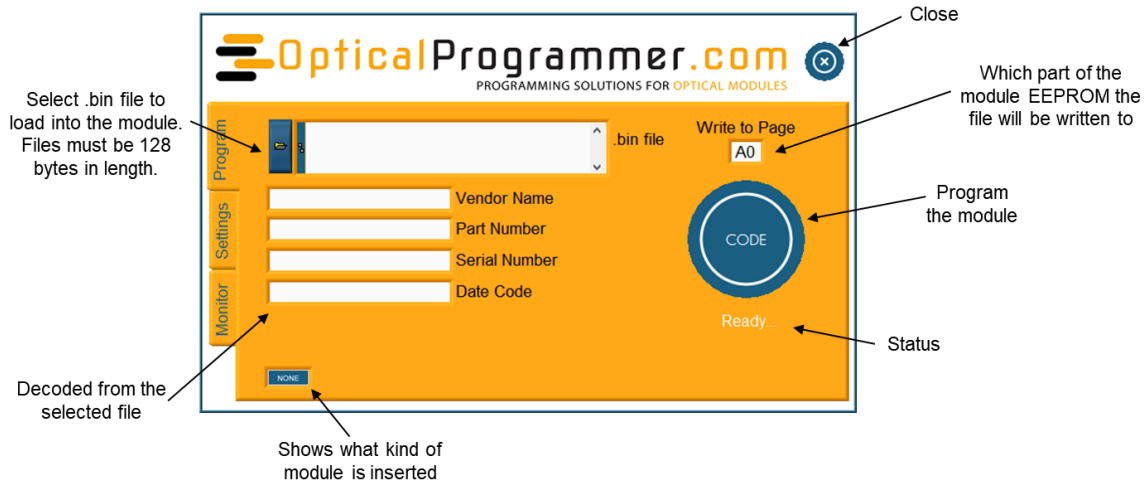 Close
OpticalProgrammer.com
PROGRAMMING SOLUTIONS FOR OPTICAL MODULES
Which part of the
module EEPROM the
file will be written to
Select .bin file to
load into the module.
Files must be 128
bytes in length.
Program
Settings
Monitor
.bin file
Write to Page
A0
Vendor Name
Part Number
Serial Number
Date Code
CODE
Program
the module
Ready...
Status
Decoded from the
selected file
NONE
Shows what kind of
module is inserted